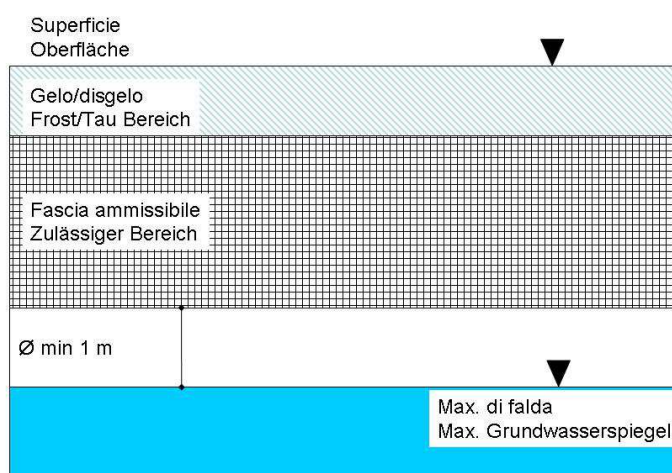 Superficie
Oberfläche
Gelo/disgelo
Frost/Tau Bereich
Fascia ammissibile
Zulässiger Bereich
Ø min 1 m
Max. di falda
Max. Grundwasserspiegel